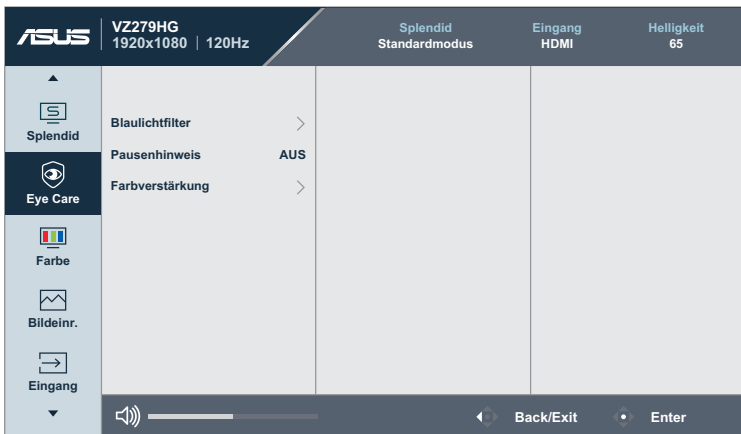 ASUS
VZ279HG
1920x1080 | 120Hz
Splendid
Standardmodus
Eingang
HDMI
Helligkeit
65
Splendid
Eye Care
Farbe
Bildeinr.
Eingang
Blaulichtfilter
Pausenhinweis AUS
Farbverstärkung
Back/Exit
Enter